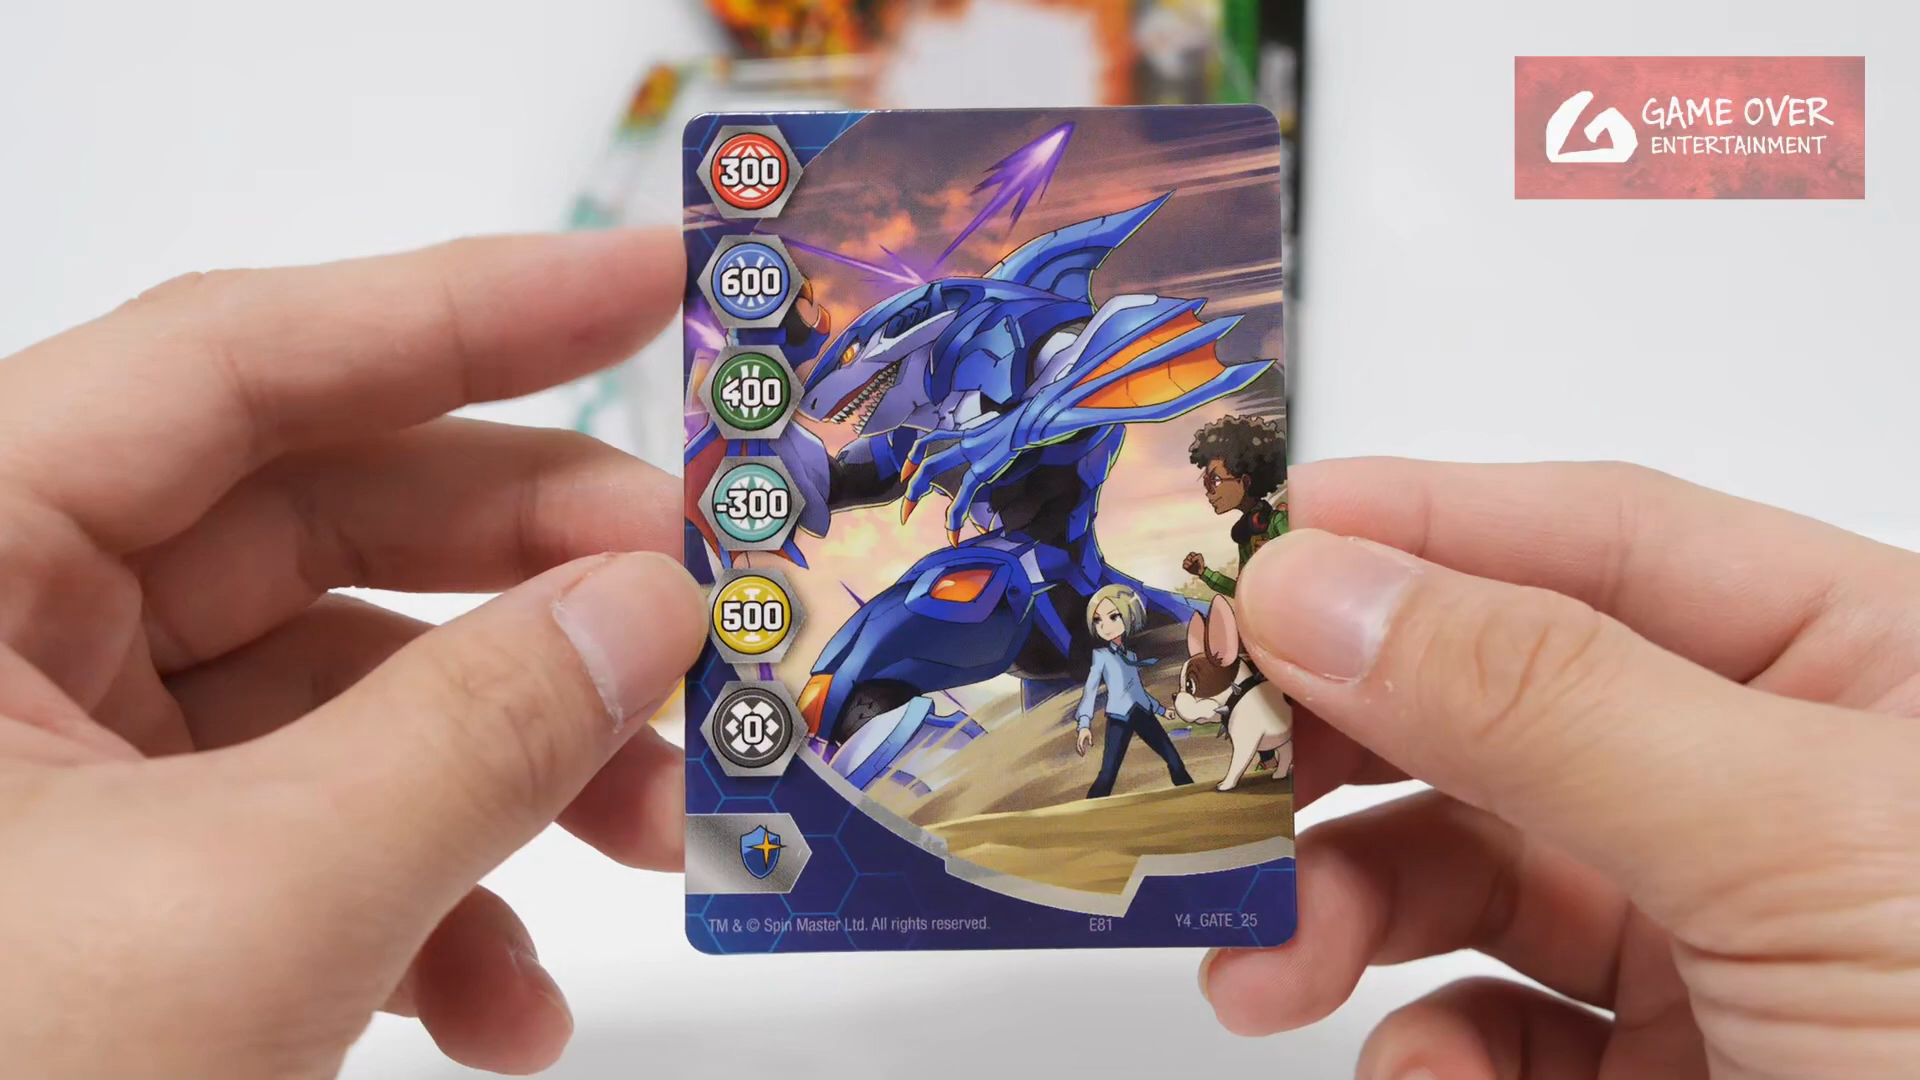 GAME OVER
ENTERTAINMENT
300
600
400
-300
500
0
TM & © Spin Master Ltd. All rights reserved. E81 Y4_GATE_25